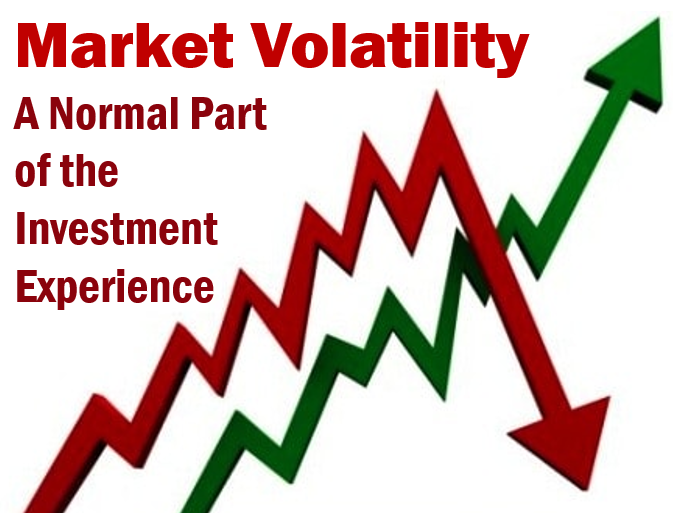 Market Volatility
A Normal Part
of the
Investment
Experience